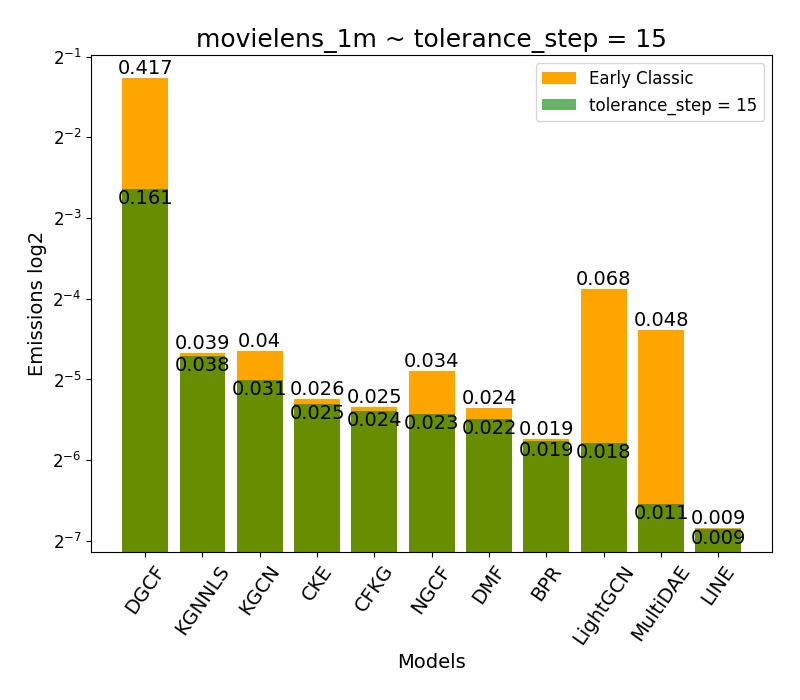 movielens_1m ~ tolerance_step = 15
Early Classic
tolerance_step = 15
Emissions log2
2⁻¹
2⁻²
2⁻³
2⁻⁴
2⁻⁵
2⁻⁶
2⁻⁷
0.417
0.161
0.039
0.038
0.04
0.031
0.026
0.025
0.025
0.024
0.034
0.023
0.024
0.022
0.019
0.019
0.068
0.018
0.048
0.011
0.009
0.009
DGCF
KGNNLS
KGCN
CKE
CFKG
NGCF
DMF
BPR
LightGCN
MultiDAE
LINE
Models